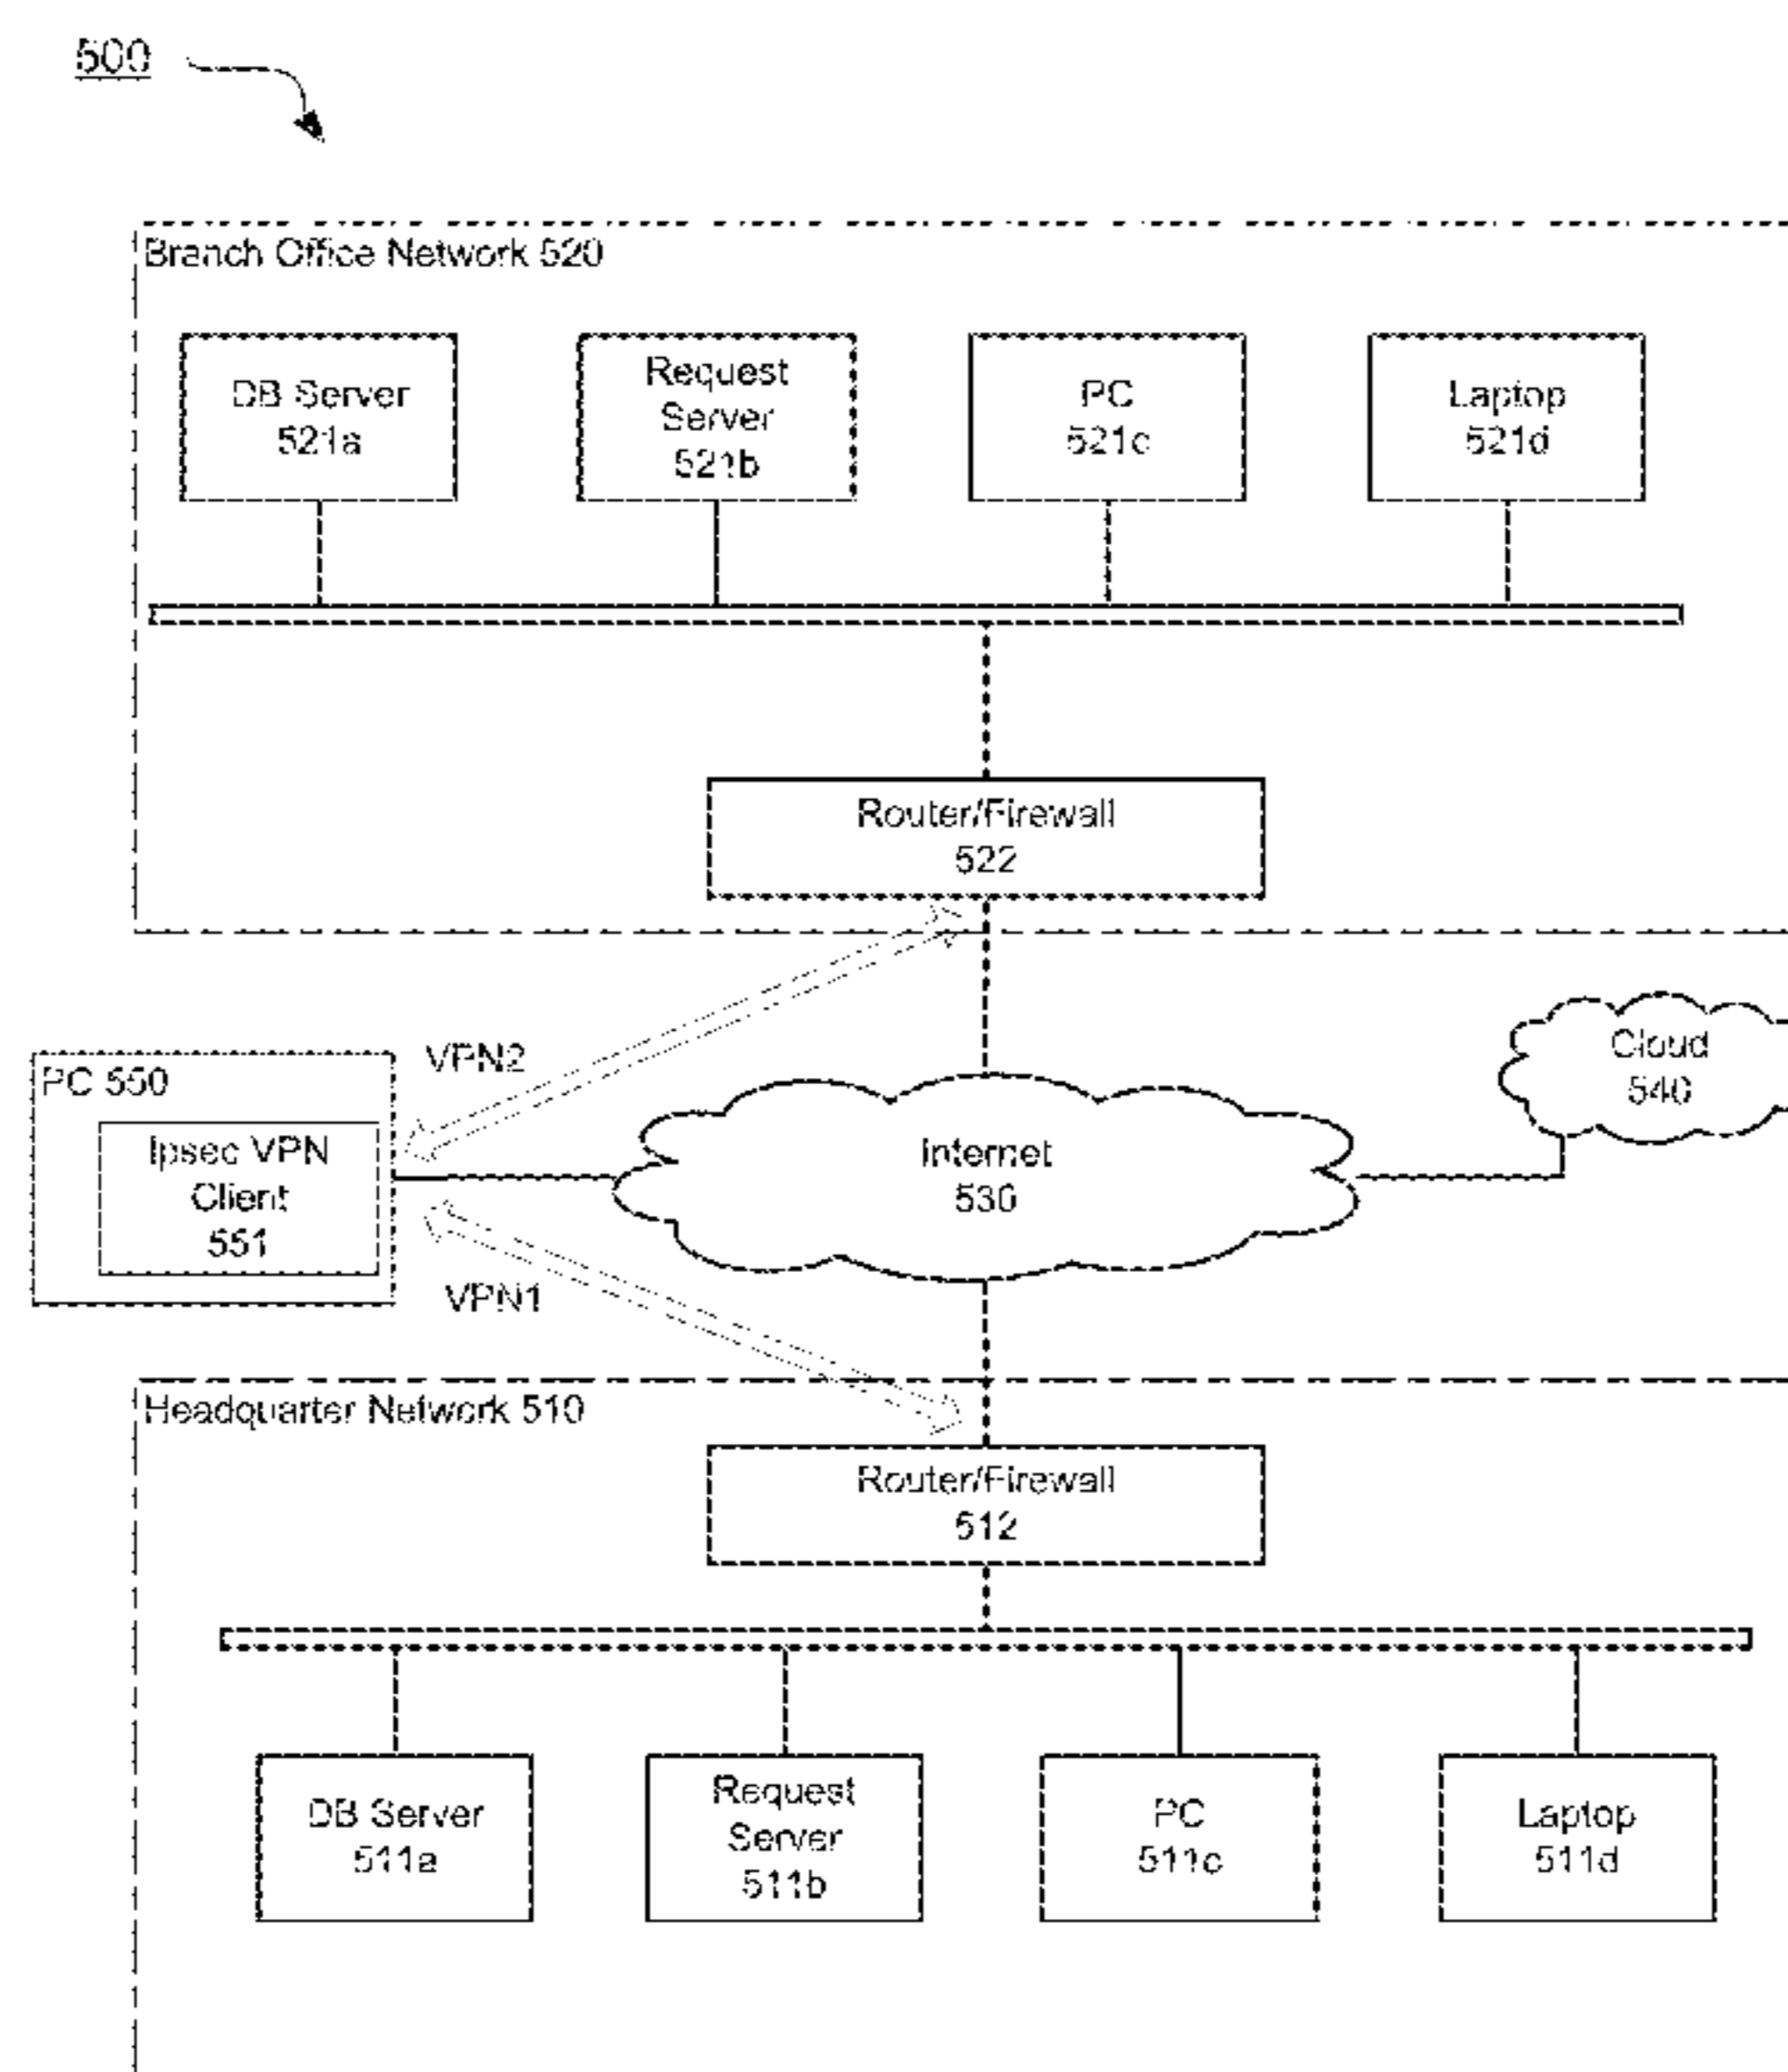 500
Branch Office Network 520
DB Server
521a
Request
Server
521b
PC
521c
Laptop
521d
Router/Firewall
522
VPN2
Cloud
540
PC 550
Ipsec VPN
Client
551
Internet
530
VPN1
Headquarter Network 510
Router/Firewall
512
DB Server
511a
Request
Server
511b
PC
511c
Laptop
511d